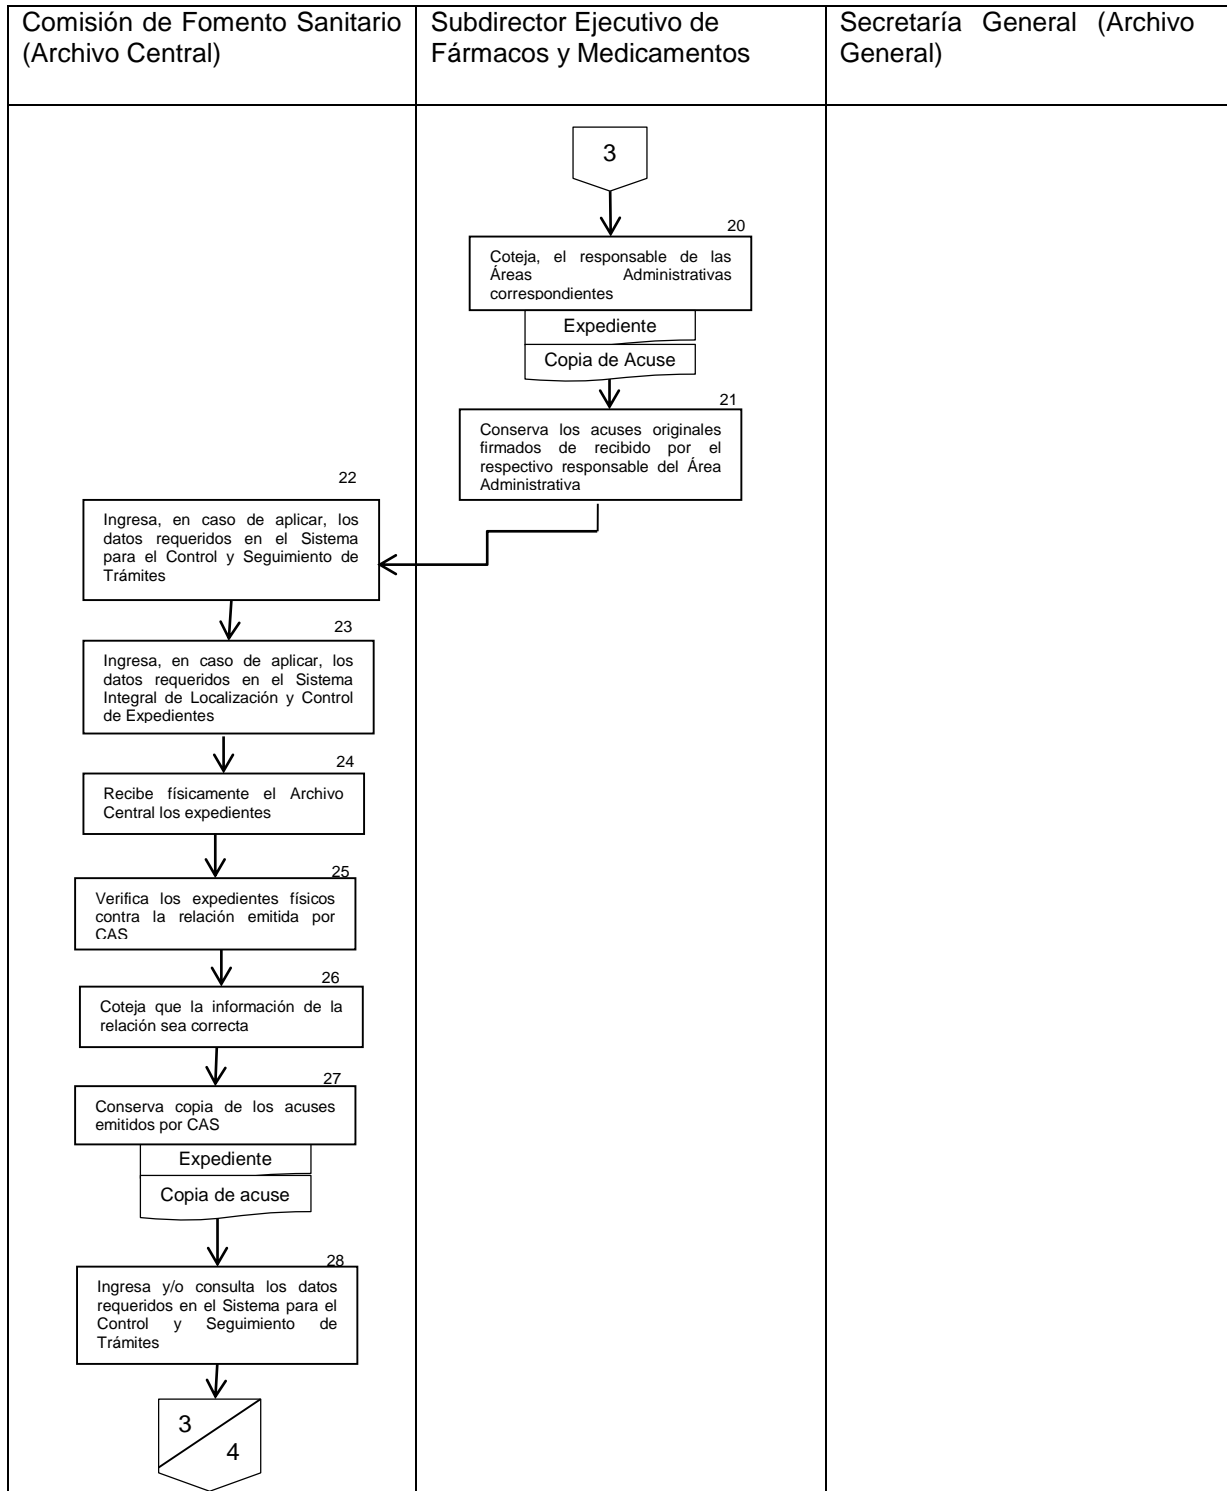 Comisión de Fomento Sanitario
(Archivo Central)
Subdirector Ejecutivo de
Fármacos y Medicamentos
Secretaría General (Archivo
General)
3
20
Coteja, el responsable de las
Áreas Administrativas
correspondientes
Expediente
Copia de Acuse
21
Conserva los acuses originales
firmados de recibido por el
respectivo responsable del Área
Administrativa
22
Ingresa, en caso de aplicar, los
datos requeridos en el Sistema
para el Control y Seguimiento de
Trámites
23
Ingresa, en caso de aplicar, los
datos requeridos en el Sistema
Integral de Localización y Control
de Expedientes
24
Recibe físicamente el Archivo
Central los expedientes
25
Verifica los expedientes físicos
contra la relación emitida por
CAS
26
Coteja que la información de la
relación sea correcta
27
Conserva copia de los acuses
emitidos por CAS
Expediente
Copia de acuse
28
Ingresa y/o consulta los datos
requeridos en el Sistema para el
Control y Seguimiento de
Trámites
3
4